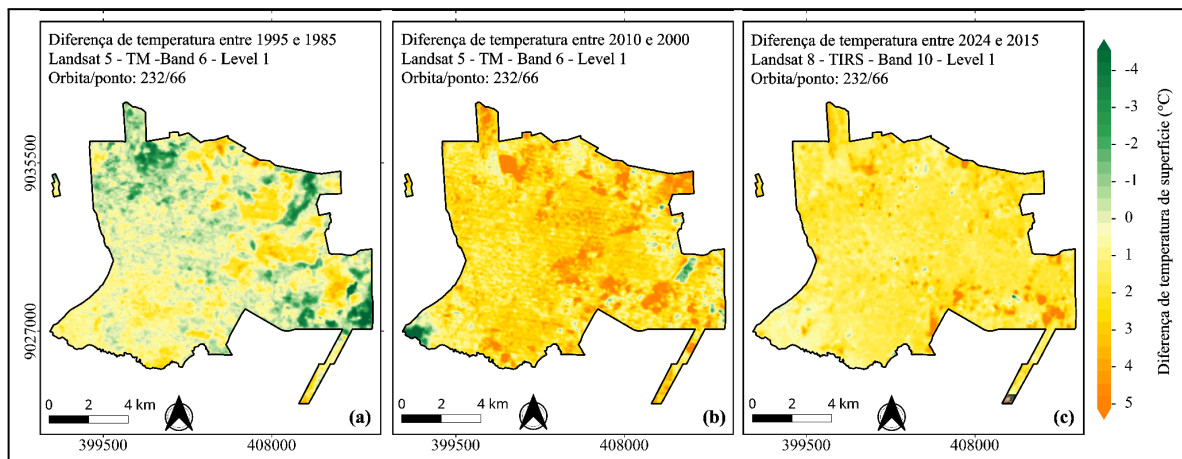 Diferença de temperatura entre 1995 e 1985
Landsat 5 - TM -Band 6 - Level 1
Orbita/ponto: 232/66
9035500
9027000
0 2 4 km
(a)
399500
408000
Diferença de temperatura entre 2010 e 2000
Landsat 5 - TM - Band 6 - Level 1
Orbita/ponto: 232/66
0 2 4 km
(b)
399500
408000
Diferença de temperatura entre 2024 e 2015
Landsat 8 - TIRS - Band 10 - Level 1
Orbita/ponto: 232/66
0 2 4 km
(c)
399500
408000
-4
-3
-2
-1
0
1
2
3
4
5
Diferença de temperatura de superfície (°C)